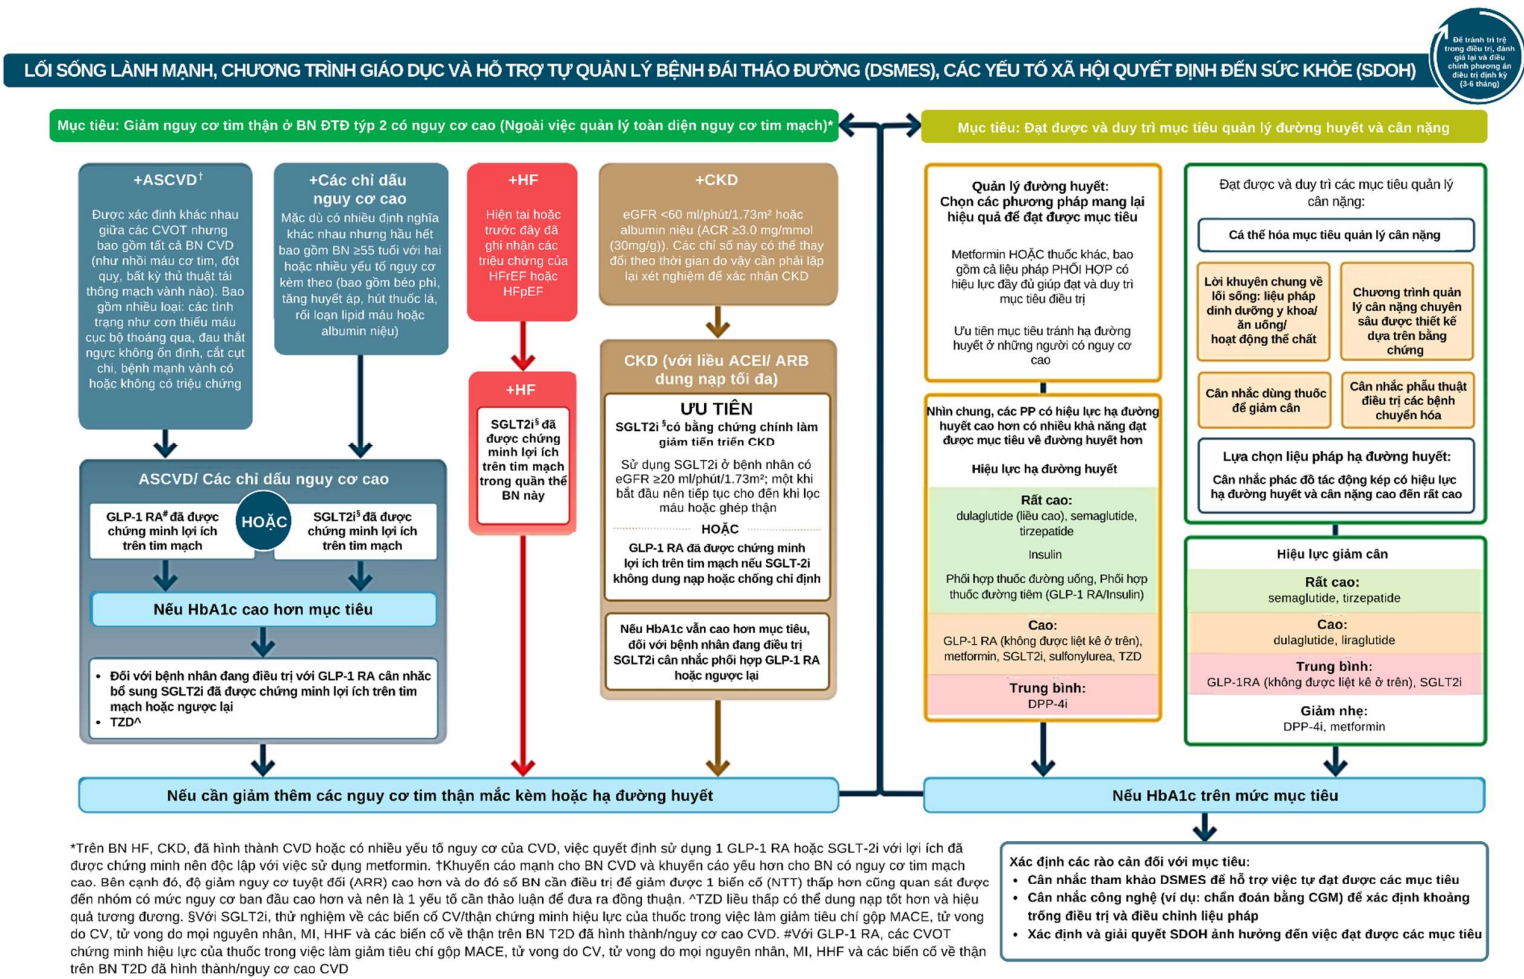 Để tránh trì trệ
trong điều trị, đánh
giá lại và điều
chỉnh phương án
điều trị định kỳ
(3-6 tháng)
LỐI SỐNG LÀNH MẠNH, CHƯƠNG TRÌNH GIÁO DỤC VÀ HỖ TRỢ TỰ QUẢN LÝ BỆNH ĐÁI THÁO ĐƯỜNG (DSMES), CÁC YẾU TỐ XÃ HỘI QUYẾT ĐỊNH ĐẾN SỨC KHỎE (SDOH)
Mục tiêu: Giảm nguy cơ tim thận ở BN ĐTĐ týp 2 có nguy cơ cao (Ngoài việc quản lý toàn diện nguy cơ tim mạch)*
+ASCVD†
Được xác định khác nhau
giữa các CVOT nhưng
bao gồm tất cả BN CVD
(như nhồi máu cơ tim, đột
quỵ, bất kỳ thủ thuật tái
thông mạch vành nào). Bao
gồm nhiều loại: các tình
trạng như cơn thiếu máu
cục bộ thoáng qua, đau thắt
ngực không ổn định, cắt cụt
chi, bệnh mạnh vành có
hoặc không có triệu chứng
+Các chỉ dấu
nguy cơ cao
Mặc dù có nhiều định nghĩa
khác nhau nhưng hầu hết
bao gồm BN ≥55 tuổi với hai
hoặc nhiều yếu tố nguy cơ
kèm theo (bao gồm béo phì,
tăng huyết áp, hút thuốc lá,
rối loạn lipid máu hoặc
albumin niệu)
+HF
Hiện tại hoặc
trước đây đã
ghi nhận các
triệu chứng của
HFrEF hoặc
HFpEF
+CKD
eGFR <60 ml/phút/1.73m² hoặc
albumin niệu (ACR ≥3.0 mg/mmol
(30mg/g)). Các chỉ số này có thể thay
đổi theo thời gian do vậy cần phải lặp
lại xét nghiệm để xác nhận CKD
ASCVD/ Các chỉ dấu nguy cơ cao
GLP-1 RA# đã được
chứng minh lợi ích
trên tim mạch
HOẶC
SGLT2i§ đã được
chứng minh lợi ích
trên tim mạch
Nếu HbA1c cao hơn mục tiêu
• Đối với bệnh nhân đang điều trị với GLP-1 RA cân nhắc
bổ sung SGLT2i đã được chứng minh lợi ích trên tim
mạch hoặc ngược lại
• TZD^
+HF
SGLT2i§ đã
được chứng
minh lợi ích
trên tim mạch
trong quần thể
BN này
CKD (với liều ACEI/ ARB
dung nạp tối đa)
ƯU TIÊN
SGLT2i §có bằng chứng chính làm
giảm tiến triển CKD
Sử dụng SGLT2i ở bệnh nhân có
eGFR ≥20 ml/phút/1.73m²; một khi
bắt đầu nên tiếp tục cho đến khi lọc
máu hoặc ghép thận
HOẶC
GLP-1 RA đã được chứng minh
lợi ích trên tim mạch nếu SGLT-2i
không dung nạp hoặc chống chỉ định
Nếu HbA1c vẫn cao hơn mục tiêu,
đối với bệnh nhân đang điều trị
SGLT2i cân nhắc phối hợp GLP-1 RA
hoặc ngược lại
Nếu cần giảm thêm các nguy cơ tim thận mắc kèm hoặc hạ đường huyết
Mục tiêu: Đạt được và duy trì mục tiêu quản lý đường huyết và cân nặng
Quản lý đường huyết:
Chọn các phương pháp mang lại
hiệu quả để đạt được mục tiêu
Metformin HOẶC thuốc khác, bao
gồm cả liệu pháp PHỐI HỢP có
hiệu lực đầy đủ giúp đạt và duy trì
mục tiêu điều trị
Ưu tiên mục tiêu tránh hạ đường
huyết ở những người có nguy cơ
cao
Nhìn chung, các PP có hiệu lực hạ đường
huyết cao hơn có nhiều khả năng đạt
được mục tiêu về đường huyết hơn
Hiệu lực hạ đường huyết
Rất cao:
dulaglutide (liều cao), semaglutide,
tirzepatide
Insulin
Phối hợp thuốc đường uống, Phối hợp
thuốc đường tiêm (GLP-1 RA/Insulin)
Cao:
GLP-1 RA (không được liệt kê ở trên),
metformin, SGLT2i, sulfonylurea, TZD
Trung bình:
DPP-4i
Đạt được và duy trì các mục tiêu quản lý
cân nặng:
Cá thể hóa mục tiêu quản lý cân nặng
Lời khuyên chung về
lối sống: liệu pháp
dinh dưỡng y khoa/
ăn uống/
hoạt động thể chất
Chương trình quản
lý cân nặng chuyên
sâu được thiết kế
dựa trên bằng
chứng
Cân nhắc dùng thuốc
để giảm cân
Cân nhắc phẫu thuật
điều trị các bệnh
chuyển hóa
Lựa chọn liệu pháp hạ đường huyết:
Cân nhắc phác đồ tác động kép có hiệu lực
hạ đường huyết và cân nặng cao đến rất cao
Hiệu lực giảm cân
Rất cao:
semaglutide, tirzepatide
Cao:
dulaglutide, liraglutide
Trung bình:
GLP-1RA (không được liệt kê ở trên), SGLT2i
Giảm nhẹ:
DPP-4i, metformin
Nếu HbA1c trên mức mục tiêu
Xác định các rào cản đối với mục tiêu:
• Cân nhắc tham khảo DSMES để hỗ trợ việc tự đạt được các mục tiêu
• Cân nhắc công nghệ (ví dụ: chẩn đoán bằng CGM) để xác định khoảng
trống điều trị và điều chỉnh liệu pháp
• Xác định và giải quyết SDOH ảnh hưởng đến việc đạt được các mục tiêu
*Trên BN HF, CKD, đã hình thành CVD hoặc có nhiều yếu tố nguy cơ của CVD, việc quyết định sử dụng 1 GLP-1 RA hoặc SGLT-2i với lợi ích đã
được chứng minh nên độc lập với việc sử dụng metformin. †Khuyến cáo mạnh cho BN CVD và khuyến cáo yếu hơn cho BN có nguy cơ tim mạch
cao. Bên cạnh đó, độ giảm nguy cơ tuyệt đối (ARR) cao hơn và do đó số BN cần điều trị để giảm được 1 biến cố (NTT) thấp hơn cũng quan sát được
đến nhóm có mức nguy cơ ban đầu cao hơn và nên là 1 yếu tố cần thảo luận để đưa ra đồng thuận. ^TZD liều thấp có thể dung nạp tốt hơn và hiệu
quả tương đương. §Với SGLT2i, thử nghiệm về các biến cố CV/thận chứng minh hiệu lực của thuốc trong việc làm giảm tiêu chí gộp MACE, tử vong
do CV, tử vong do mọi nguyên nhân, MI, HHF và các biến cố về thận trên BN T2D đã hình thành/nguy cơ cao CVD. #Với GLP-1 RA, các CVOT
chứng minh hiệu lực của thuốc trong việc làm giảm tiêu chí gộp MACE, tử vong do CV, tử vong do mọi nguyên nhân, MI, HHF và các biến cố về thận
trên BN T2D đã hình thành/nguy cơ cao CVD